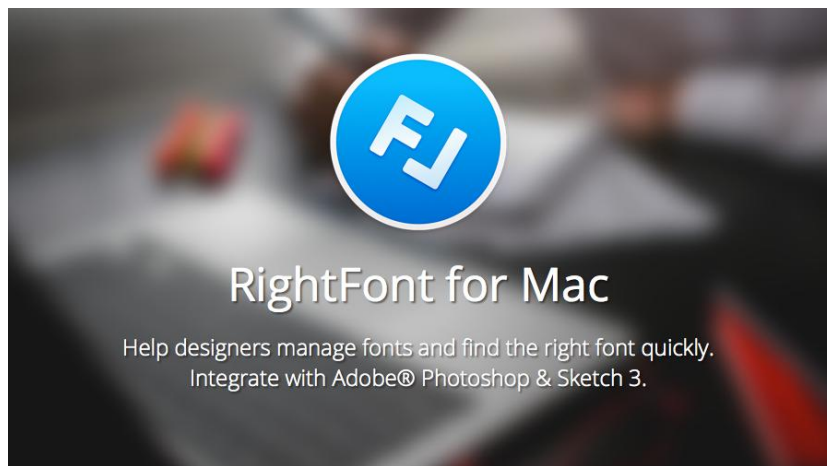 RightFont for Mac
Help designers manage fonts and find the right font quickly.
Integrate with Adobe® Photoshop & Sketch 3.